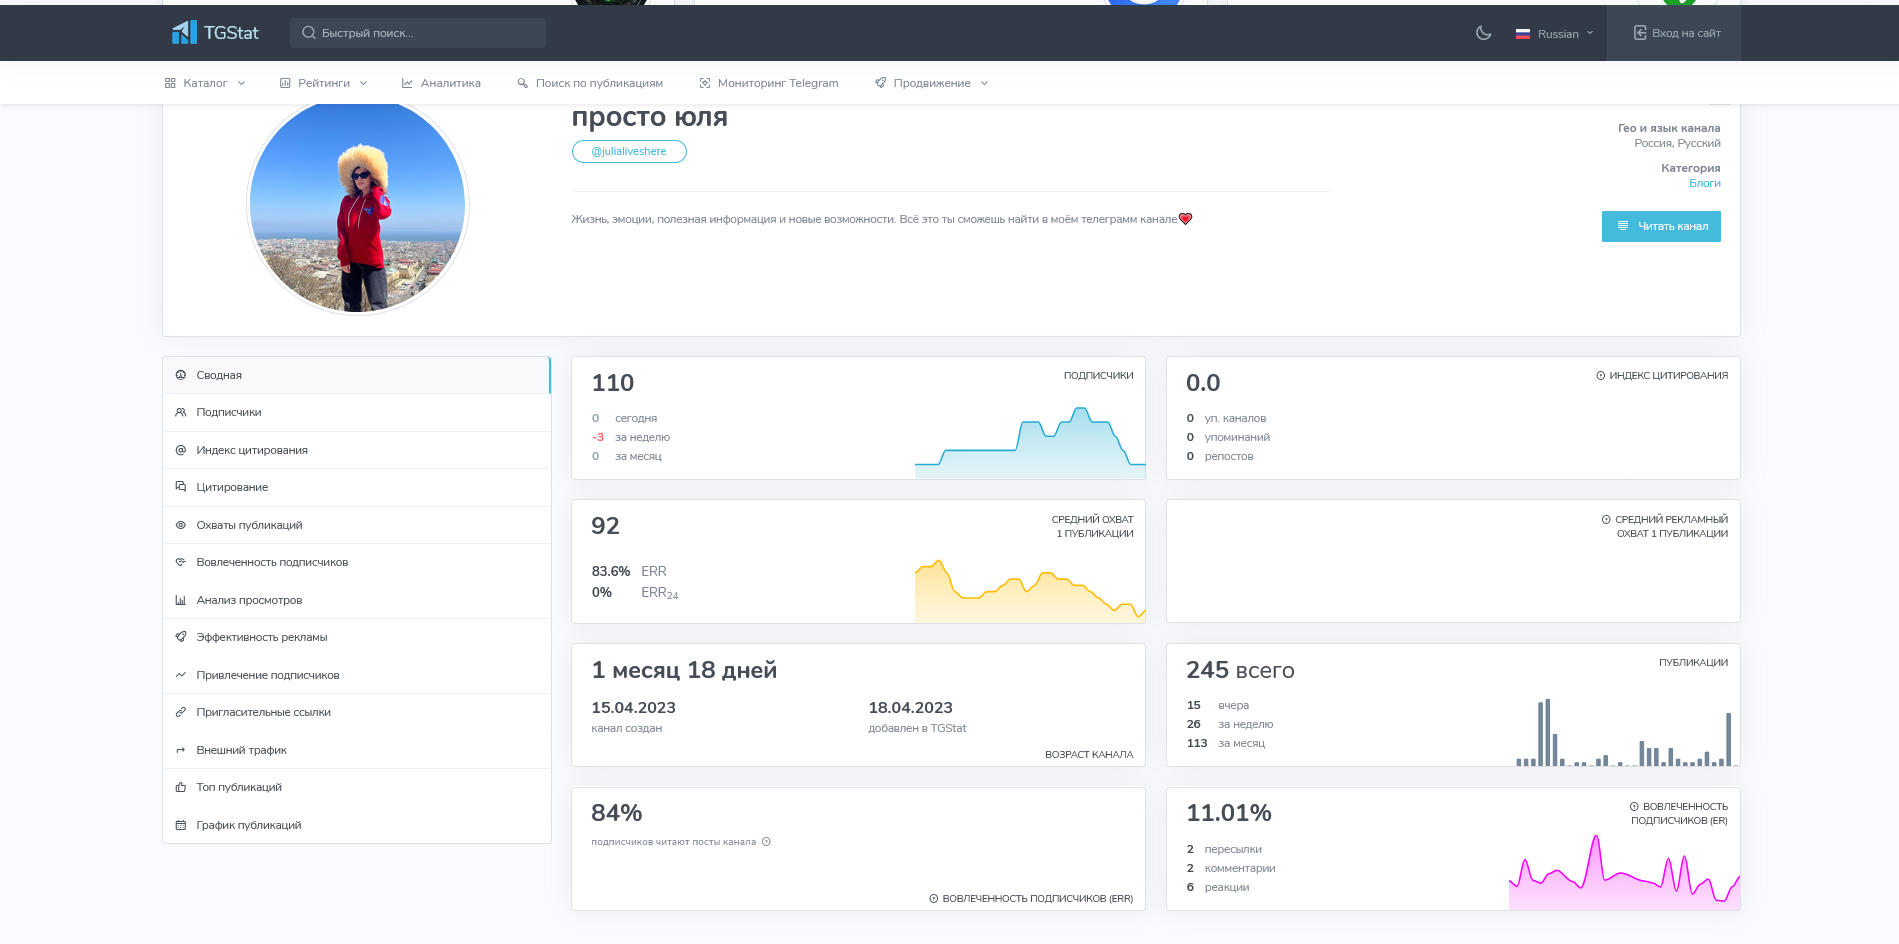 TGStat
Быстрый поиск...
Russian
Вход на сайт
Каталог
Рейтинги
Аналитика
Поиск по публикациям
Мониторинг Telegram
Продвижение
просто юля
@julialiveshere
Жизнь, эмоции, полезная информация и новые возможности. Всё это ты сможешь найти в моём телеграмм канале❤
Гео и язык канала
Россия, Русский
Категория
Блоги
Читать канал
Сводная
Подписчики
Индекс цитирования
Цитирование
Охваты публикаций
Вовлеченность подписчиков
Анализ просмотров
Эффективность рекламы
Привлечение подписчиков
Пригласительные ссылки
Внешний трафик
Топ публикаций
График публикаций
110
ПОДПИСЧИКИ
0 сегодня
-3 за неделю
0 за месяц
0.0
ИНДЕКС ЦИТИРОВАНИЯ
0 уп. каналов
0 упоминаний
0 репостов
92
СРЕДНИЙ ОХВАТ
1 ПУБЛИКАЦИИ
83.6% ERR
0% ERR24
СРЕДНИЙ РЕКЛАМНЫЙ
ОХВАТ 1 ПУБЛИКАЦИИ
1 месяц 18 дней
15.04.2023
канал создан
18.04.2023
добавлен в TGStat
ВОЗРАСТ КАНАЛА
245 всего
ПУБЛИКАЦИИ
15 вчера
26 за неделю
113 за месяц
84%
подписчиков читают посты канала
ВОВЛЕЧЕННОСТЬ ПОДПИСЧИКОВ (ERR)
11.01%
ВОВЛЕЧЕННОСТЬ
ПОДПИСЧИКОВ (ER)
2 пересылки
2 комментарии
6 реакции